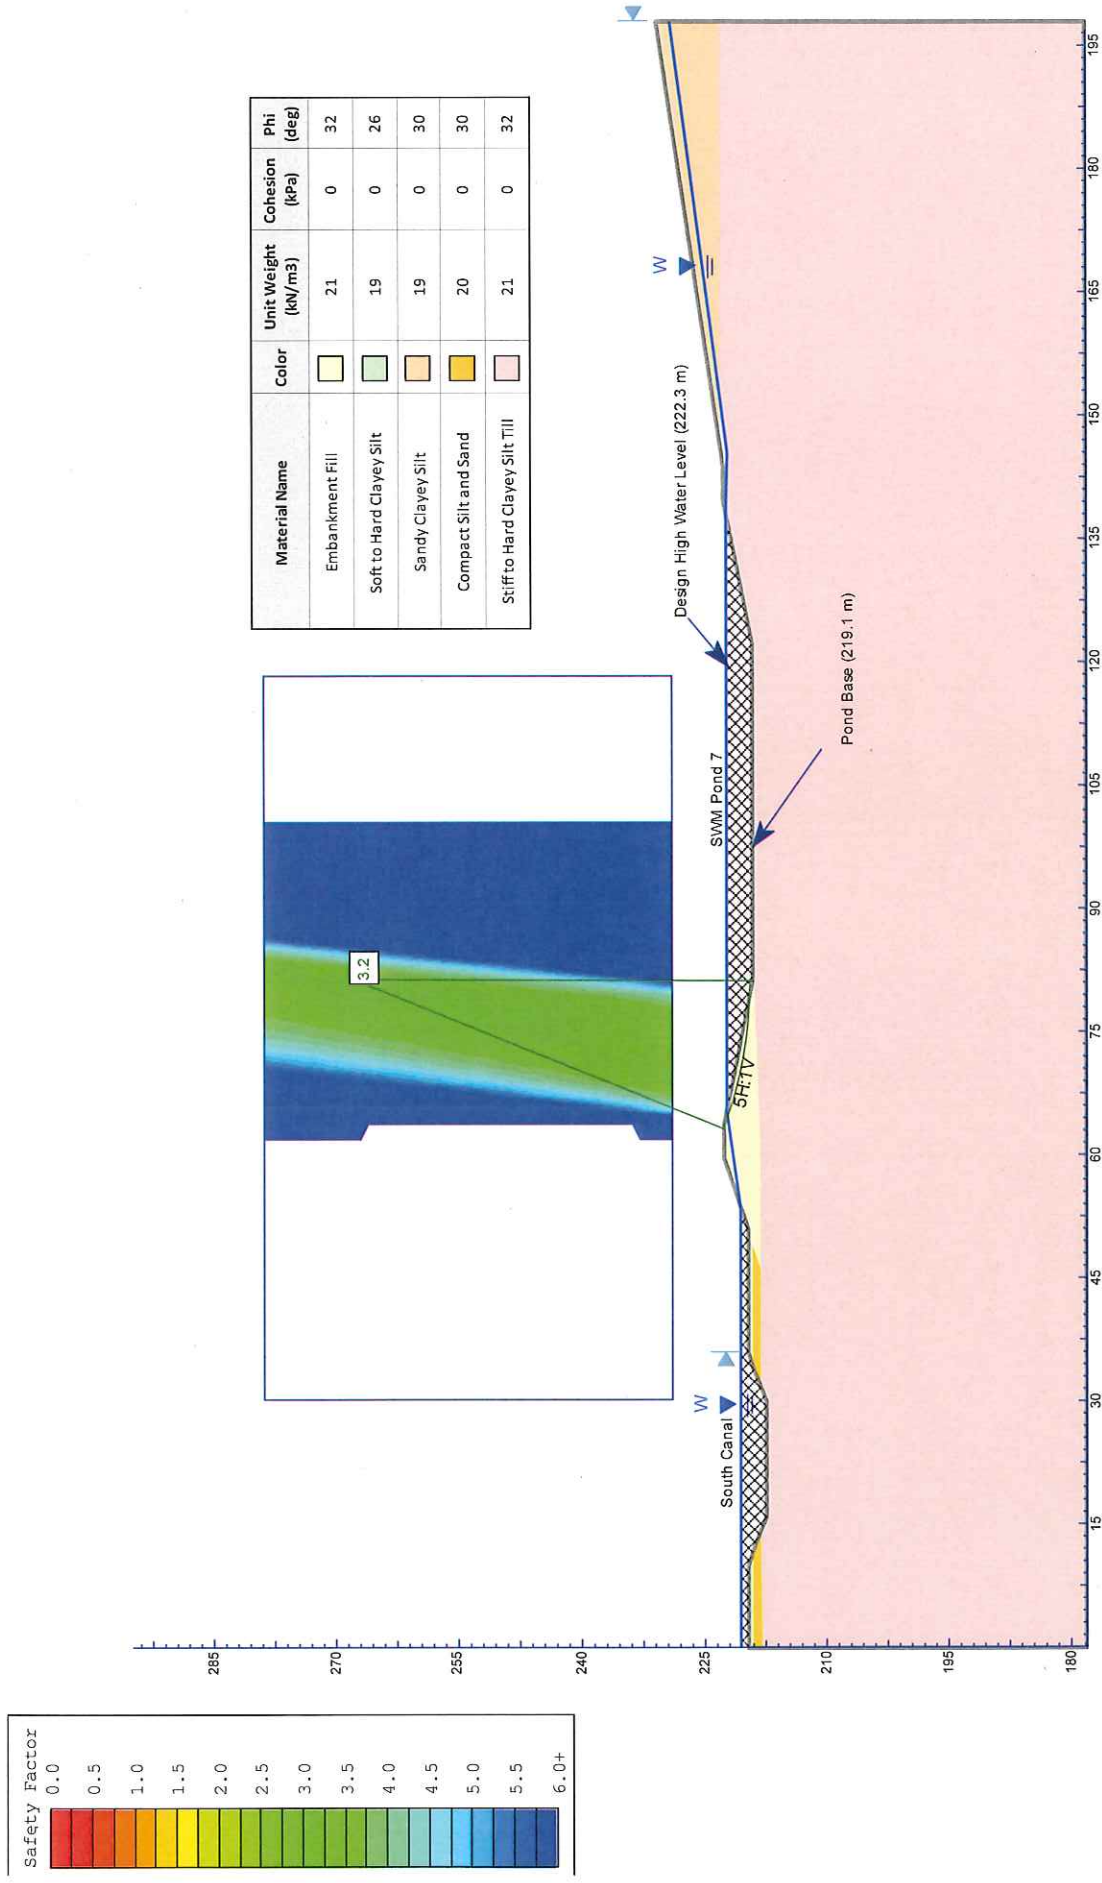 Safety Factor
0.0
0.5
1.0
1.5
2.0
2.5
3.0
3.5
4.0
4.5
5.0
5.5
6.0+
Material Name Color Unit Weight (kN/m3) Cohesion (kPa) Phi (deg)
Embankment Fill 21 0 32
Soft to Hard Clayey Silt 19 0 26
Sandy Clayey Silt 19 0 30
Compact Silt and Sand 20 0 30
Stiff to Hard Clayey Silt Till 21 0 32
3.2
285
270
255
240
225
210
195
180
W
South Canal
5H:1V
SWM Pond 7
Design High Water Level (222.3 m)
Pond Base (219.1 m)
W
15 30 45 60 75 90 105 120 135 150 165 180 195